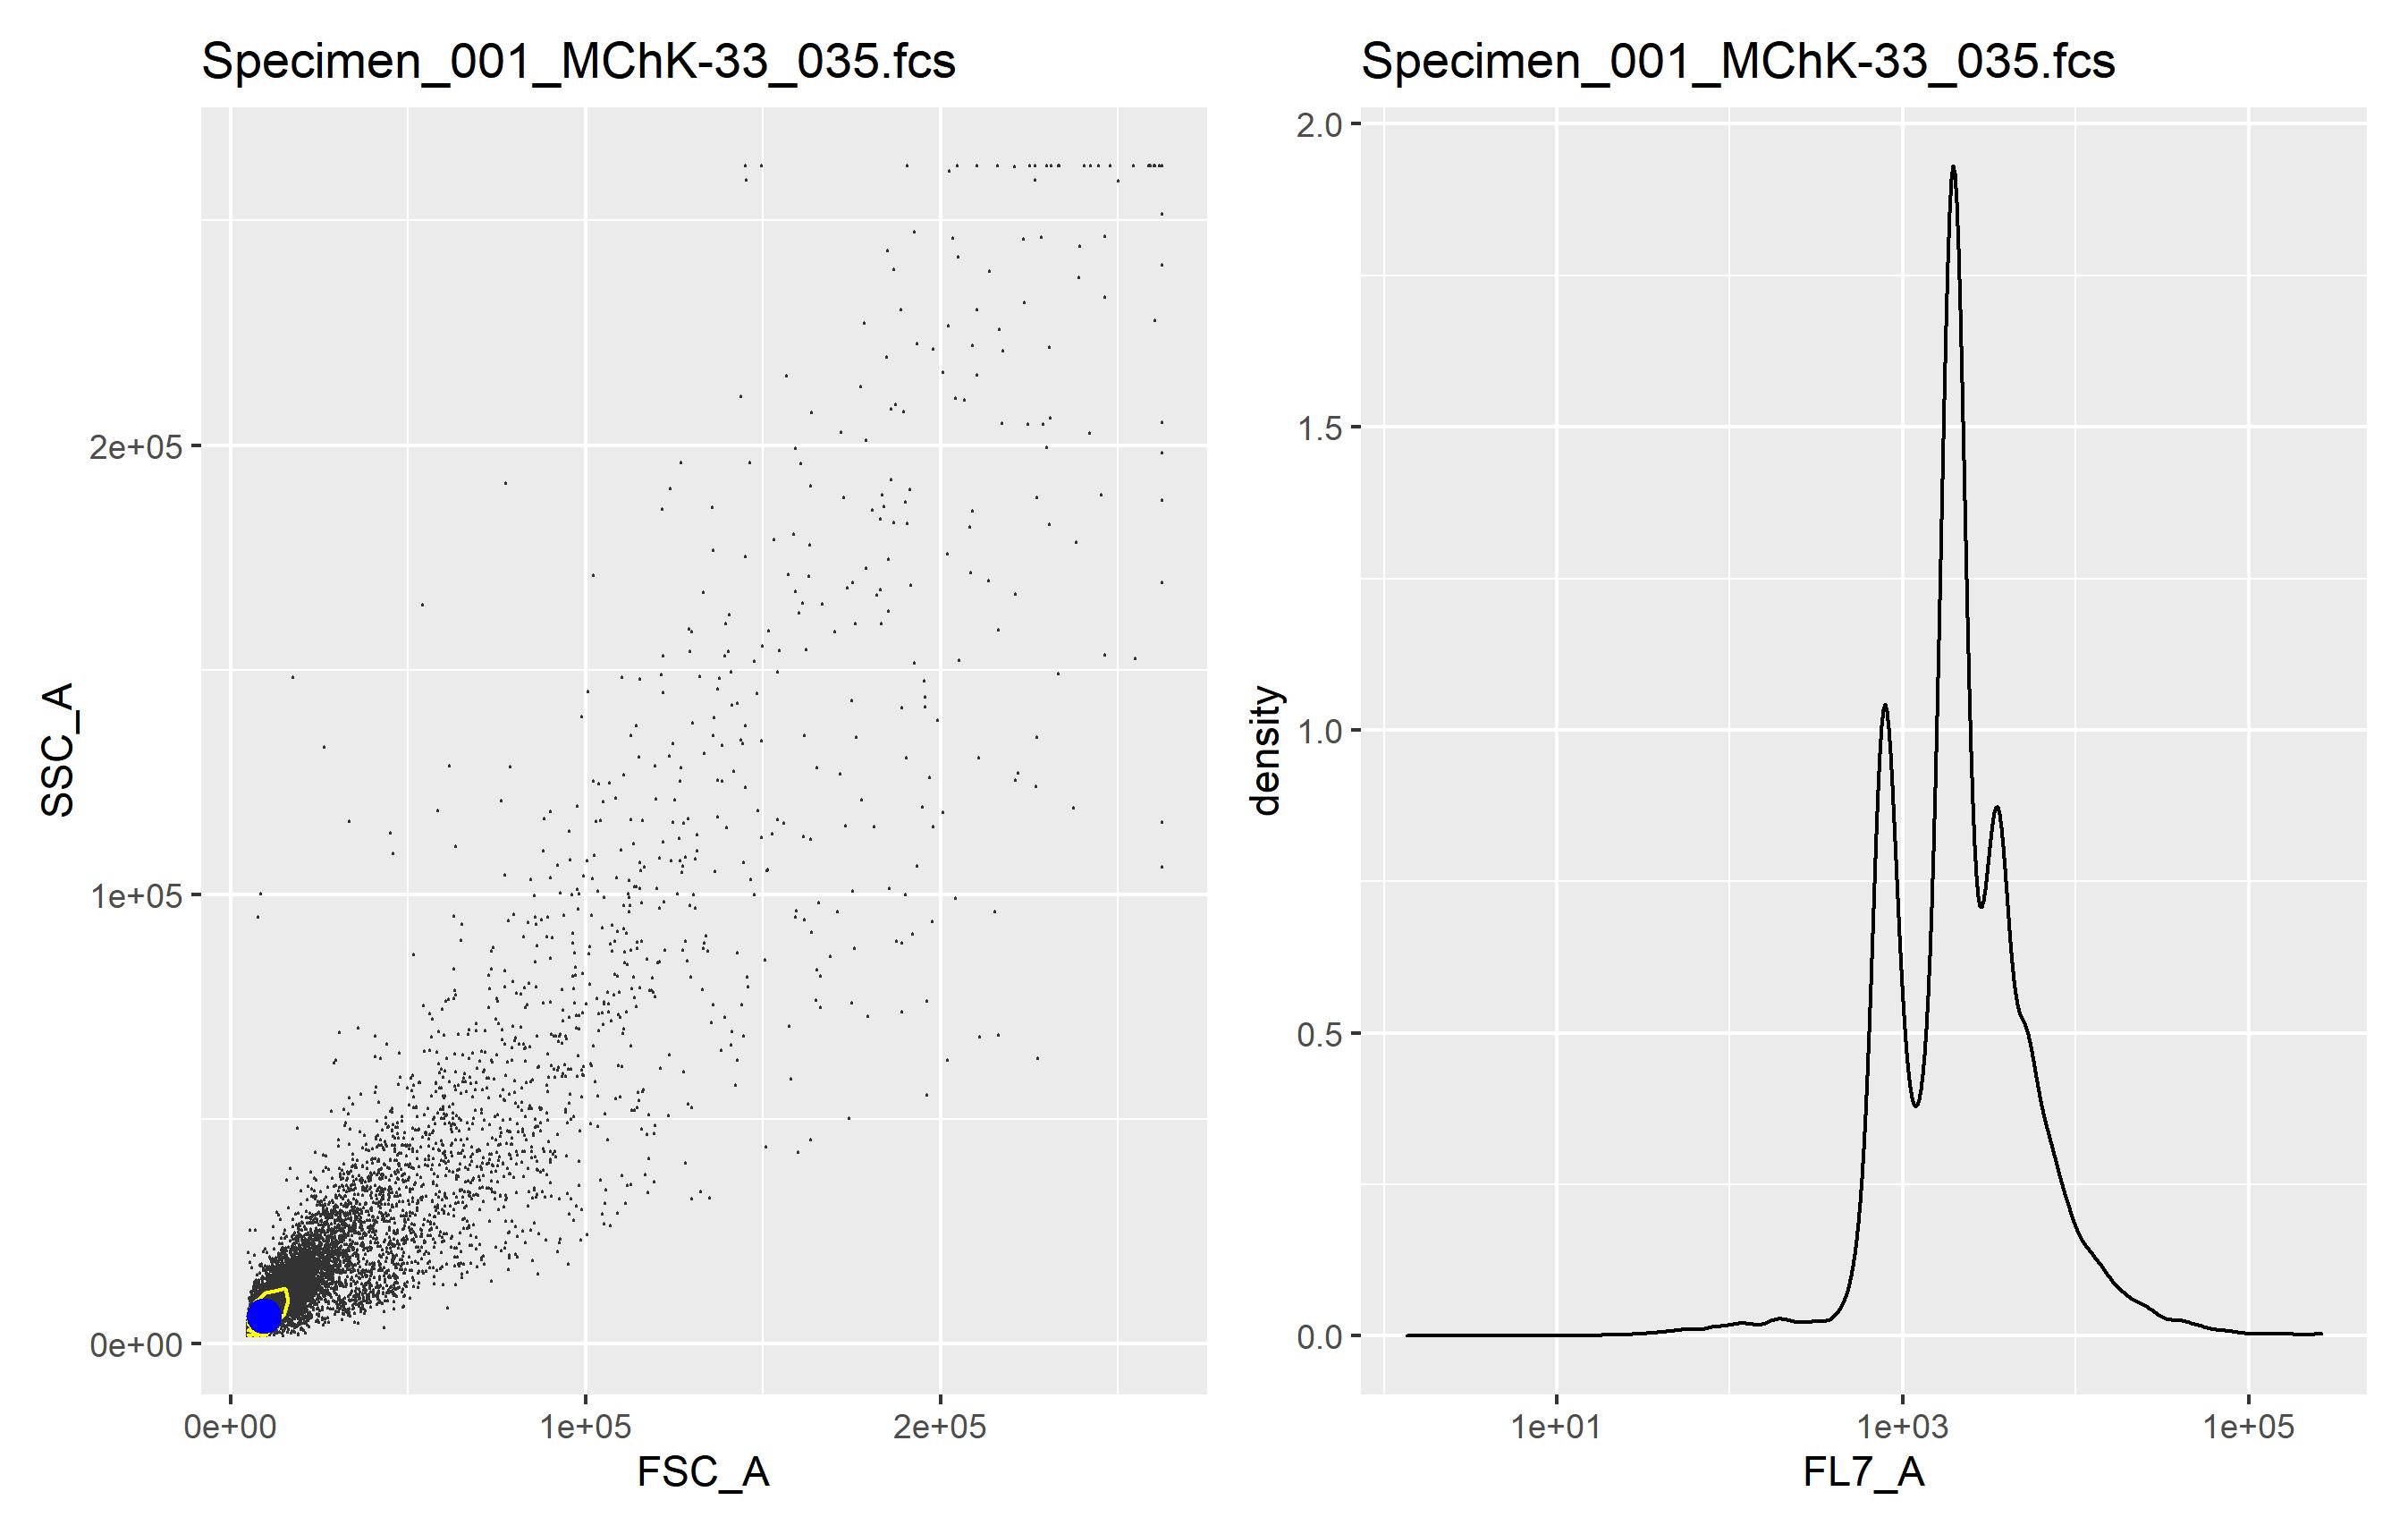 Specimen_001_MChK-33_035.fcs
SSC_A
2e+05
1e+05
0e+00
0e+00 1e+05 2e+05
FSC_A
Specimen_001_MChK-33_035.fcs
density
2.0
1.5
1.0
0.5
0.0
1e+01 1e+03 1e+05
FL7_A